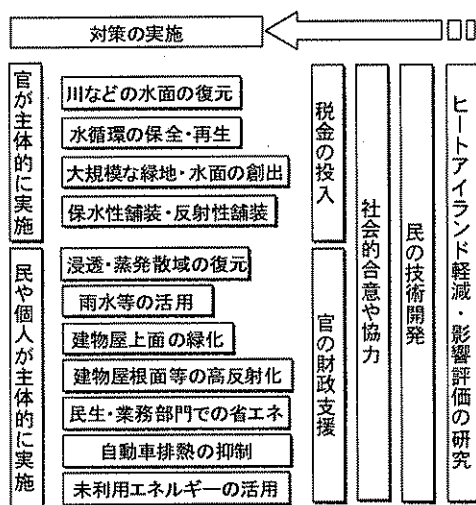 対策の実施
官が主体的に実施
川などの水面の復元
水循環の保全・再生
大規模な緑地・水面の創出
保水性舗装・反射性舗装
民や個人が主体的に実施
浸透・蒸発散域の復元
雨水等の活用
建物屋上面の緑化
建物屋根面等の高反射化
民生・業務部門での省エネ
自動車排熱の抑制
未利用エネルギーの活用
税金の投入
官の財政支援
社会的合意や協力
民の技術開発
ヒートアイランド軽減・影響評価の研究